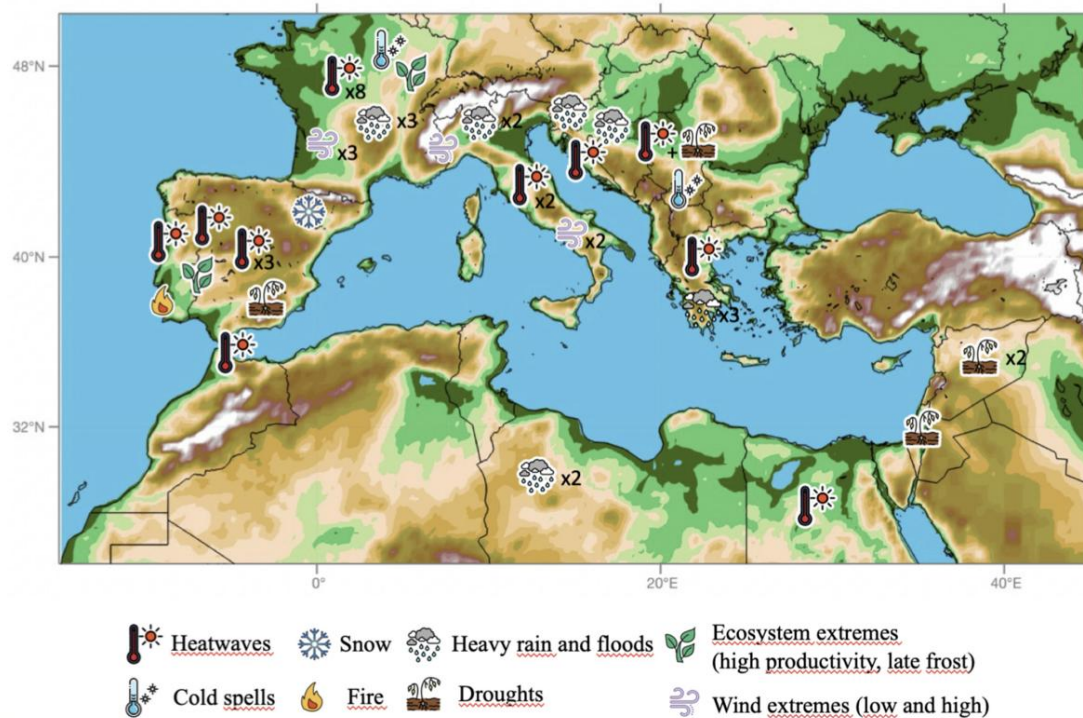 48°N
x8
x3
x2
x3
+
x2
40°N
x3
x2
x3
x2
32°N
x2
0°
20°E
40°E
Heatwaves
Snow
Heavy rain and floods
Ecosystem extremes
(high productivity, late frost)
Cold spells
Fire
Droughts
Wind extremes (low and high)